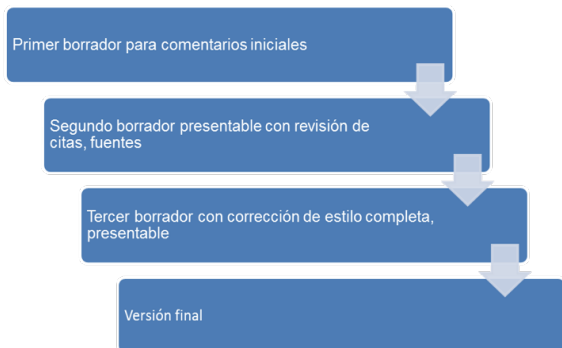 Primer borrador para comentarios iniciales
Segundo borrador presentable con revisión de
citas, fuentes
Tercer borrador con corrección de estilo completa,
presentable
Versión final